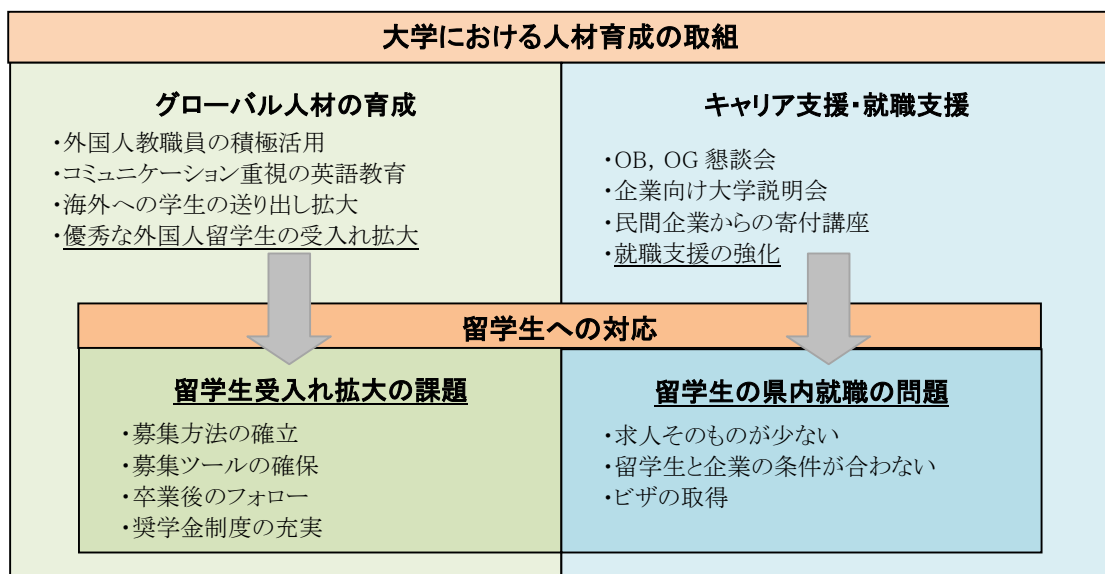 大学における人材育成の取組
グローバル人材の育成
・外国人教職員の積極活用
・コミュニケーション重視の英語教育
・海外への学生の送り出し拡大
・優秀な外国人留学生の受入れ拡大
キャリア支援・就職支援
・OB, OG 懇談会
・企業向け大学説明会
・民間企業からの寄付講座
・就職支援の強化
留学生への対応
留学生受入れ拡大の課題
・募集方法の確立
・募集ツールの確保
・卒業後のフォロー
・奨学金制度の充実
留学生の県内就職の問題
・求人そのものが少ない
・留学生と企業の条件が合わない
・ビザの取得